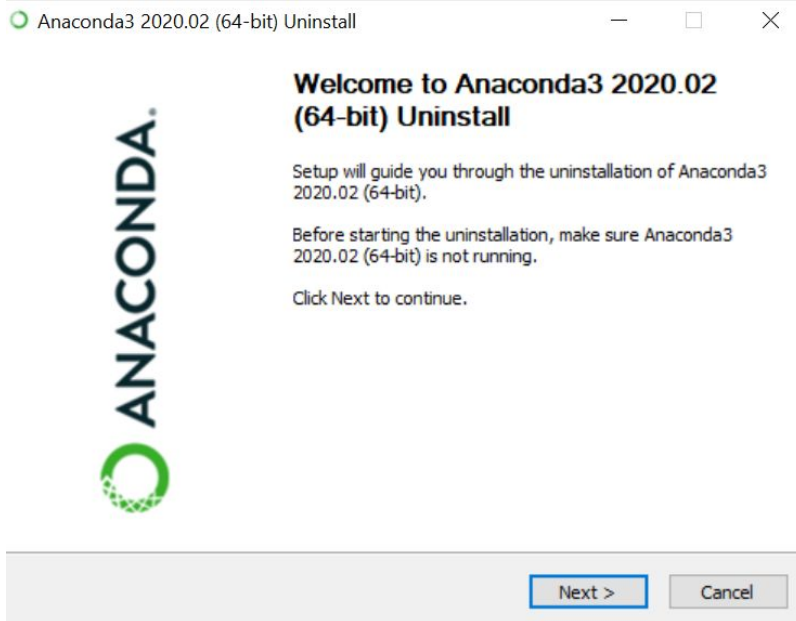 Anaconda3 2020.02 (64-bit) Uninstall
ANACONDA.
Welcome to Anaconda3 2020.02
(64-bit) Uninstall
Setup will guide you through the uninstallation of Anaconda3
2020.02 (64-bit).
Before starting the uninstallation, make sure Anaconda3
2020.02 (64-bit) is not running.
Click Next to continue.
Next >
Cancel